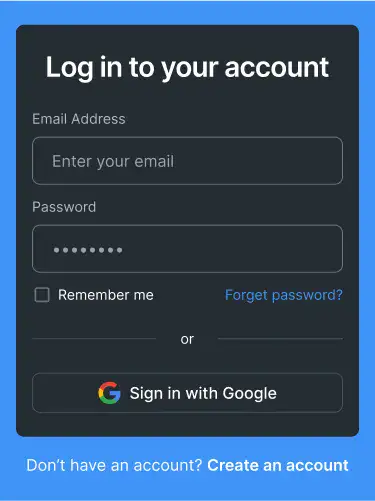 Log in to your account
Email Address
Enter your email
Password
Remember me
Forget password?
or
Sign in with Google
Don’t have an account? Create an account